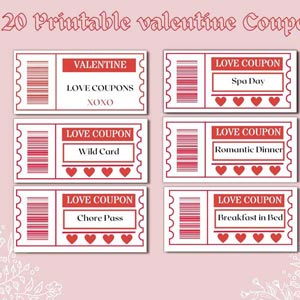 20 Printable valentine Coupo
VALENTINE
LOVE COUPONS
XOXO
LOVE COUPON
Spa Day
LOVE COUPON
Wild Card
LOVE COUPON
Romantic Dinner
LOVE COUPON
Chore Pass
LOVE COUPON
Breakfast in Bed